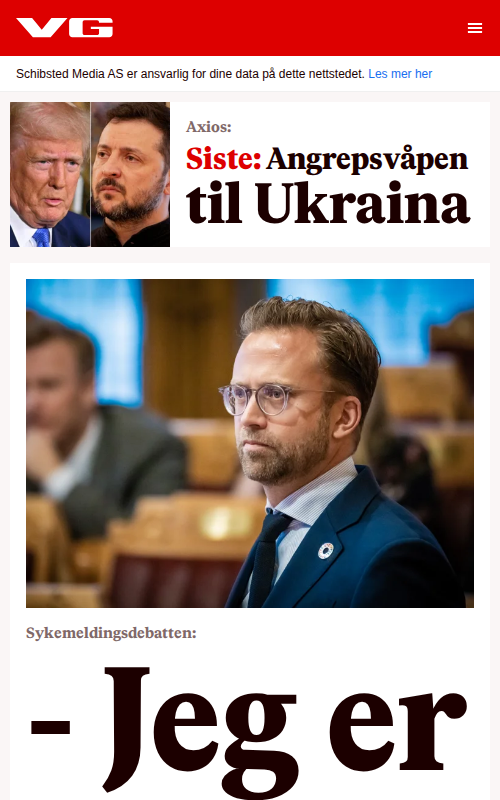 VG
Schibsted Media AS er ansvarlig for dine data på dette nettstedet. Les mer her
Axios:
Siste: Angrepsvåpen
til Ukraina
Sykemeldingsdebatten:
- Jeg er